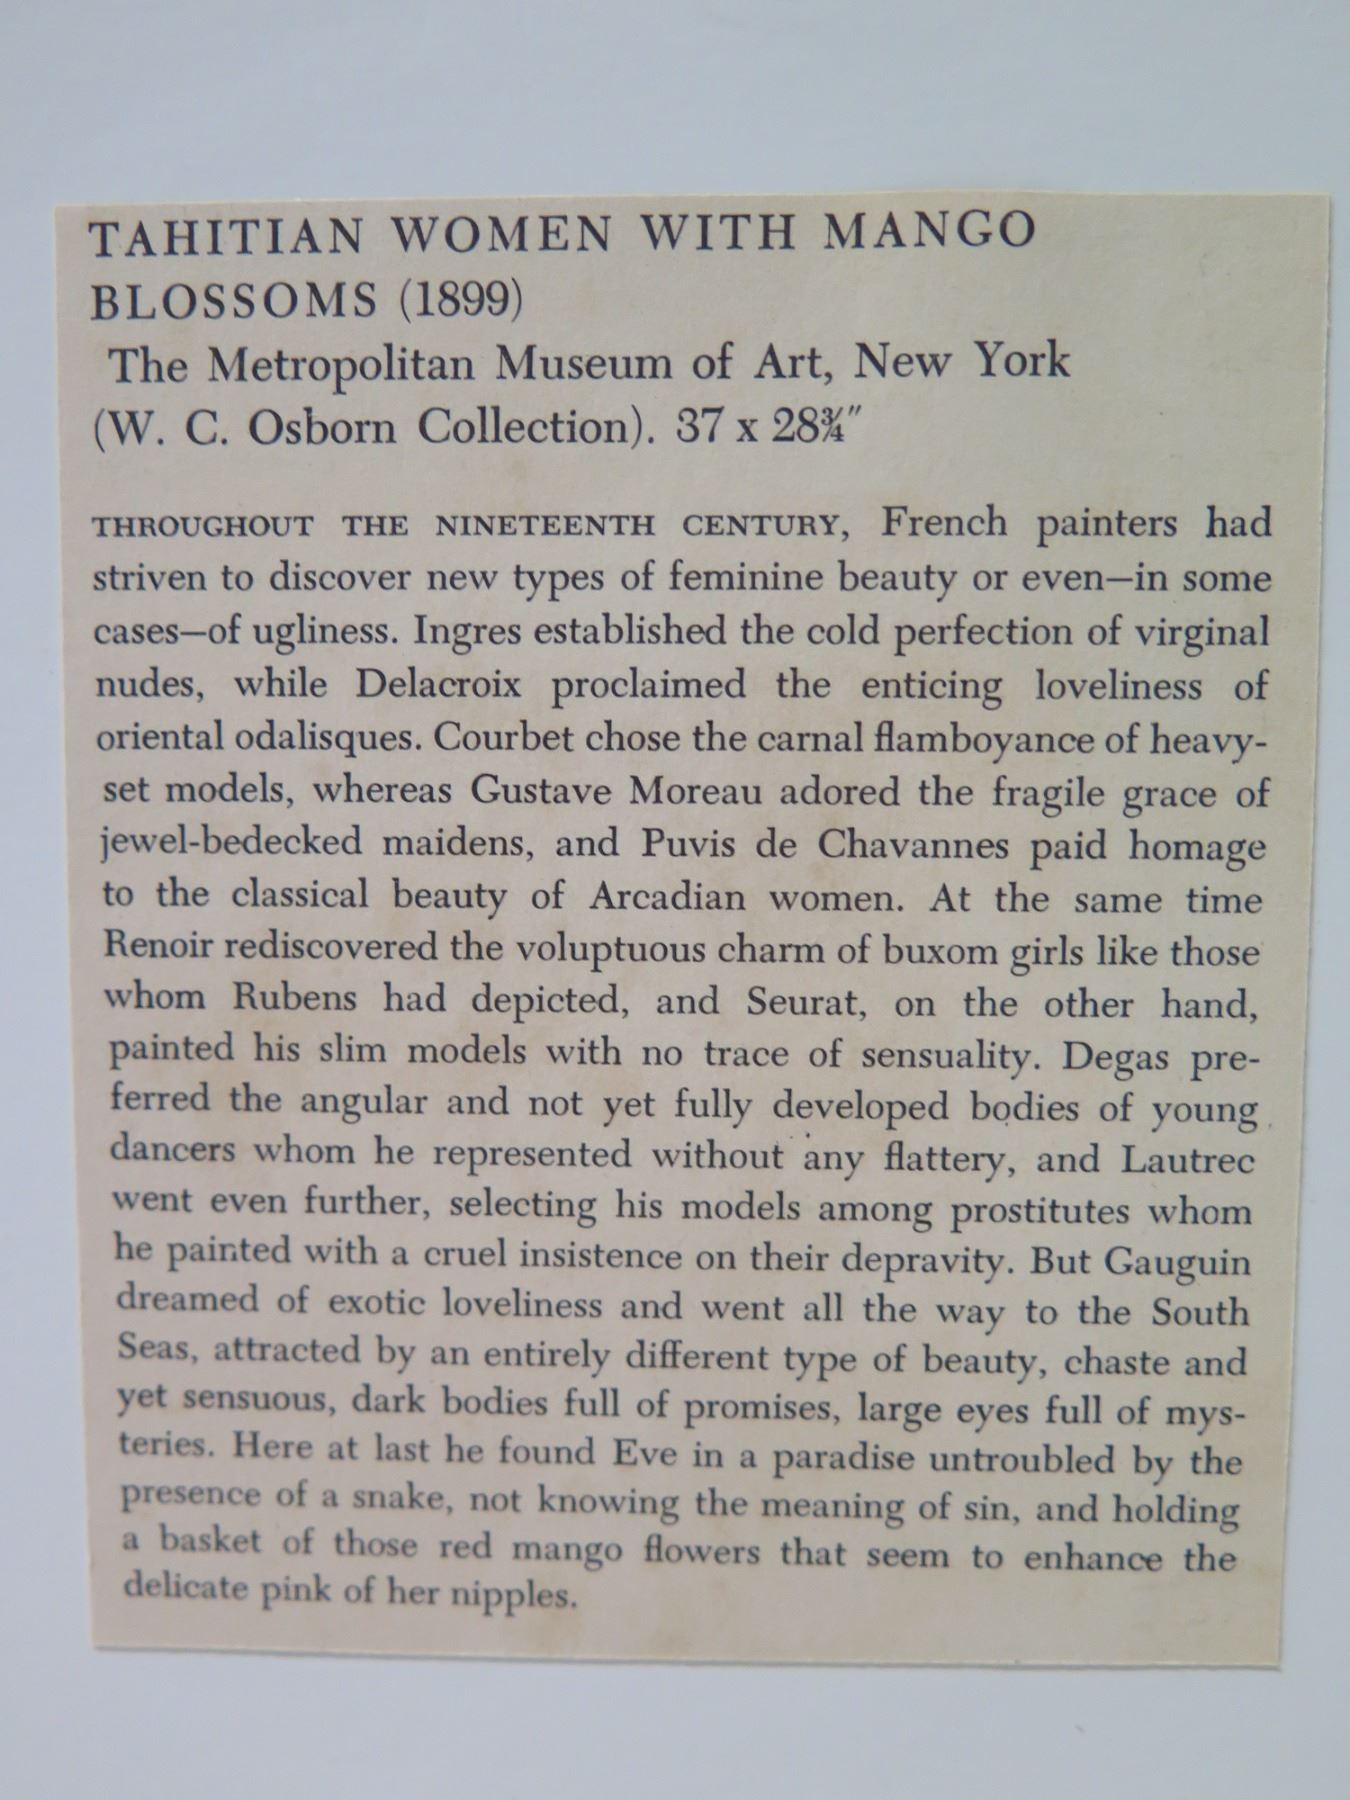 TAHITIAN WOMEN WITH MANGO
BLOSSOMS (1899)
The Metropolitan Museum of Art, New York
(W. C. Osborn Collection). 37 x 28¾″
THROUGHOUT THE NINETEENTH CENTURY, French painters had
striven to discover new types of feminine beauty or even—in some
cases—of ugliness. Ingres established the cold perfection of virginal
nudes, while Delacroix proclaimed the enticing loveliness of
oriental odalisques. Courbet chose the carnal flamboyance of heavy-
set models, whereas Gustave Moreau adored the fragile grace of
jewel-bedecked maidens, and Puvis de Chavannes paid homage
to the classical beauty of Arcadian women. At the same time
Renoir rediscovered the voluptuous charm of buxom girls like those
whom Rubens had depicted, and Seurat, on the other hand,
painted his slim models with no trace of sensuality. Degas pre-
ferred the angular and not yet fully developed bodies of young
dancers whom he represented without any flattery, and Lautrec
went even further, selecting his models among prostitutes whom
he painted with a cruel insistence on their depravity. But Gauguin
dreamed of exotic loveliness and went all the way to the South
Seas, attracted by an entirely different type of beauty, chaste and
yet sensuous, dark bodies full of promises, large eyes full of mys-
teries. Here at last he found Eve in a paradise untroubled by the
presence of a snake, not knowing the meaning of sin, and holding
a basket of those red mango flowers that seem to enhance the
delicate pink of her nipples.